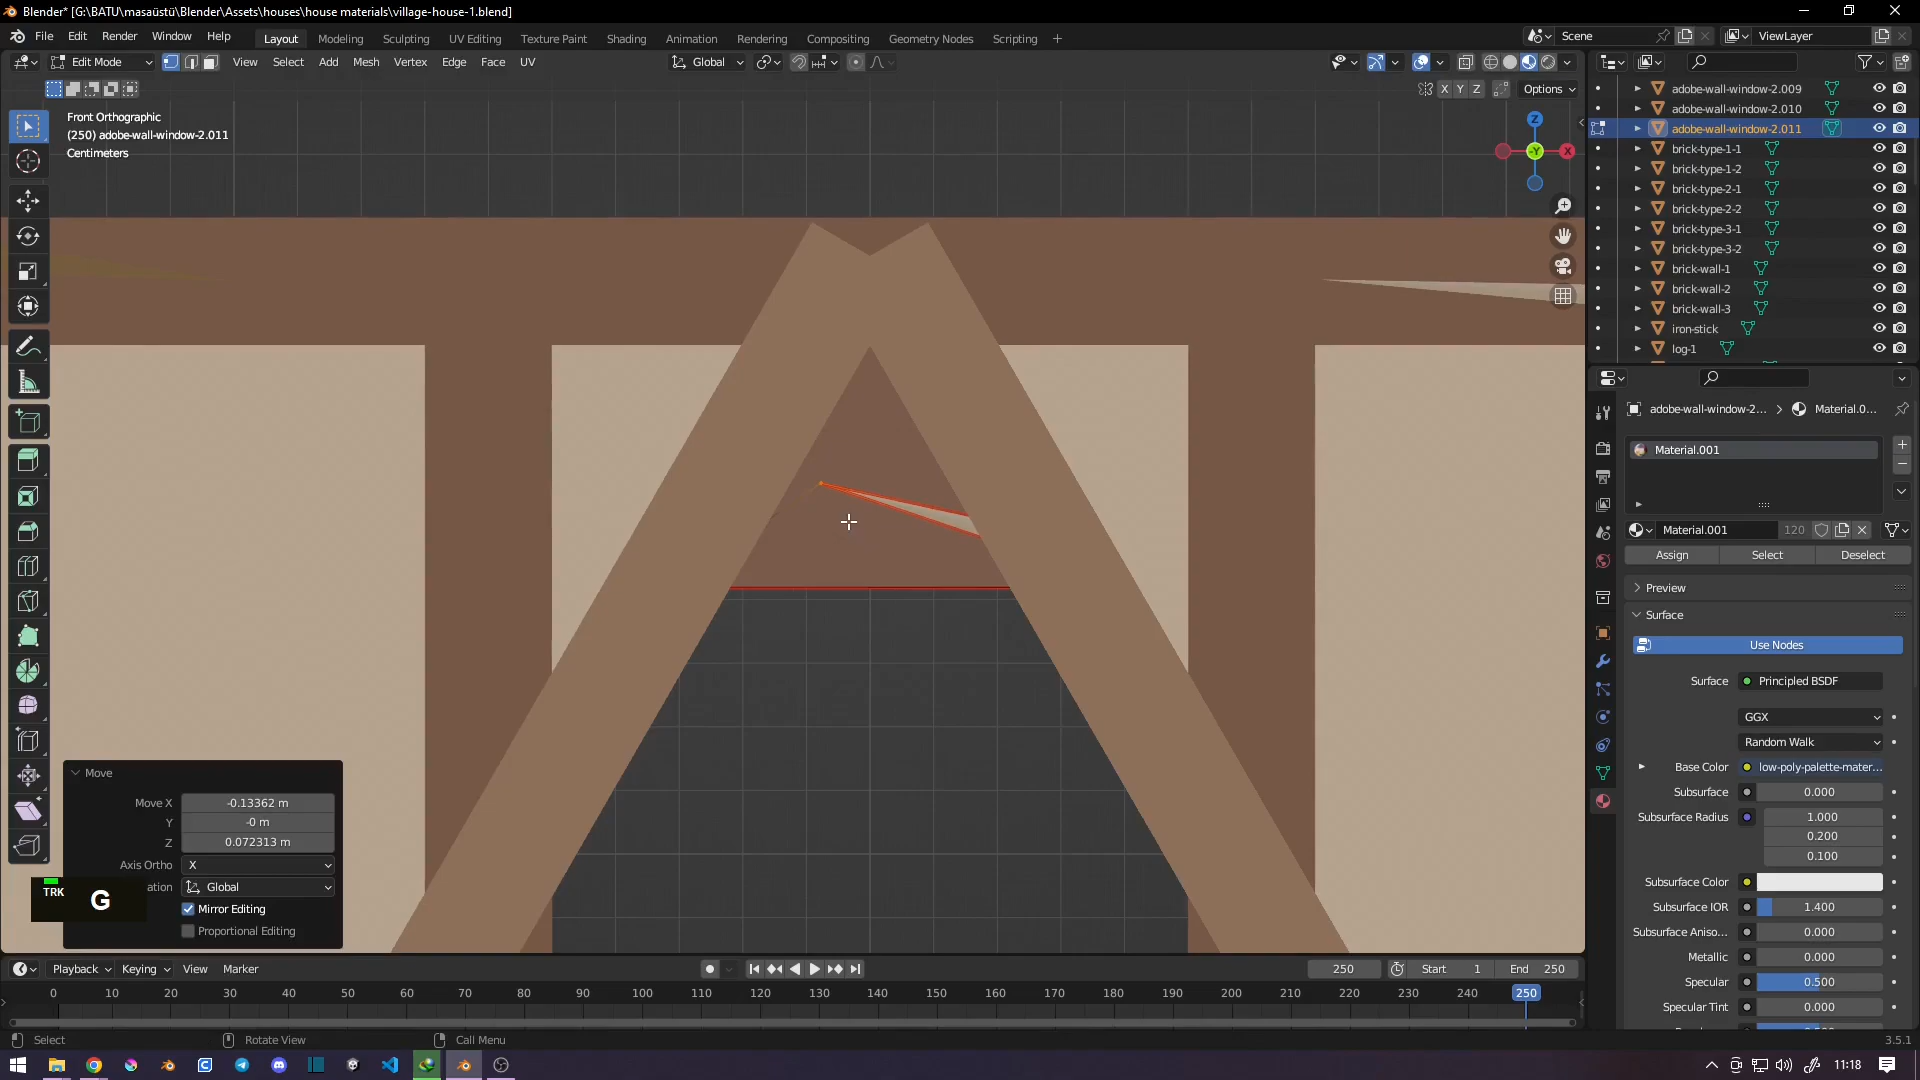 Blender* [G:\BATU\masaüstü\Blender\Assets\houses\house materials\village-house-1.blend]
File Edit Render Window Help Layout Modeling Sculpting UV Editing Texture Paint Shading Animation Rendering Compositing Geometry Nodes Scripting + Scene ViewLayer
Edit Mode View Select Add Mesh Vertex Edge Face UV Global
X Y Z Options
Front Orthographic
(250) adobe-wall-window-2.011
Centimeters
Z
-Y X
adobe-wall-window-2.009
adobe-wall-window-2.010
adobe-wall-window-2.011
brick-type-1-1
brick-type-1-2
brick-type-2-1
brick-type-2-2
brick-type-3-1
brick-type-3-2
brick-wall-1
brick-wall-2
brick-wall-3
iron-stick
log-1
adobe-wall-window-2... > Material.0...
Material.001
Material.001 120
Assign Select Deselect
Preview
Surface
Use Nodes
Surface Principled BSDF
GGX
Random Walk
Base Color low-poly-palette-mater...
Subsurface 0.000
Subsurface Radius 1.000
0.200
0.100
Subsurface Color
Subsurface IOR 1.400
Subsurface Aniso... 0.000
Metallic 0.000
Specular 0.500
Specular Tint 0.000
Move
Move X -0.13362 m
Y -0 m
Z 0.072313 m
Axis Ortho X
ation Global
Mirror Editing
Proportional Editing
TRK
G
Playback Keying View Marker 250 Start 1 End 250
0 10 20 30 40 50 60 70 80 90 100 110 120 130 140 150 160 170 180 190 200 210 220 230 240 250
Select Rotate View Call Menu 3.5.1
11:18